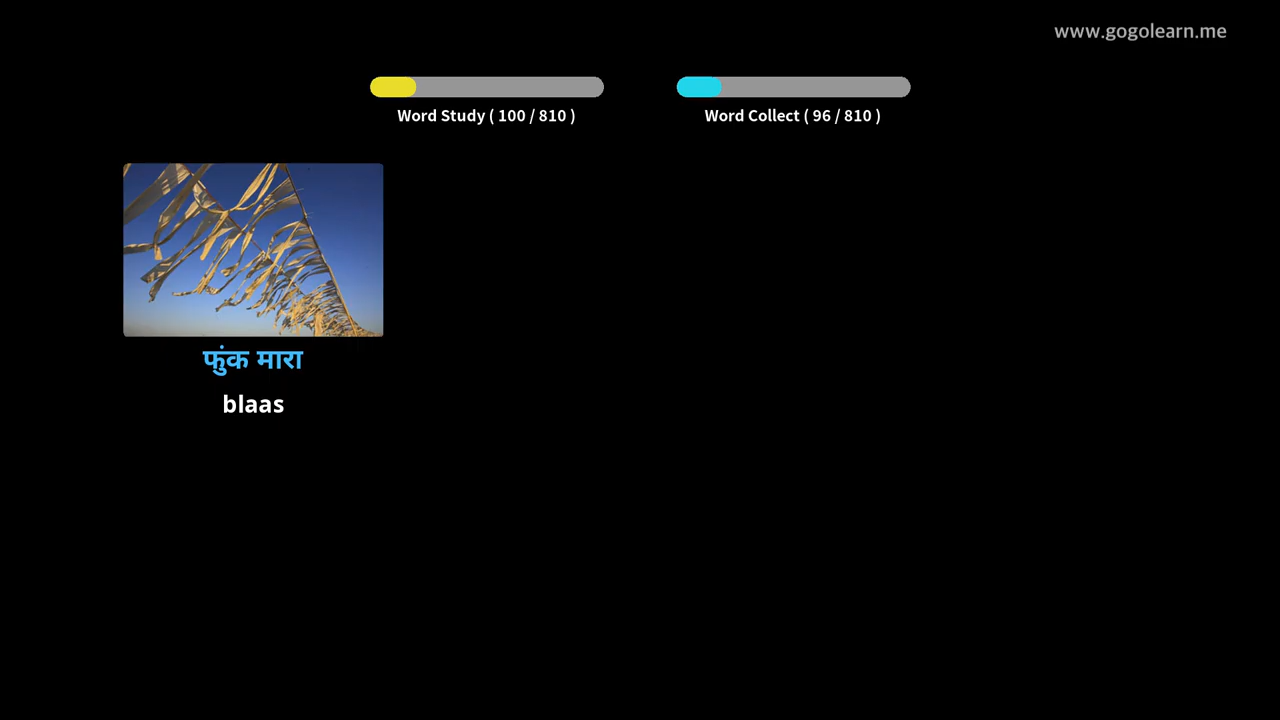 www.gogolearn.me
Word Study ( 100 / 810 )
Word Collect ( 96 / 810 )
फुंक मारा
blaas